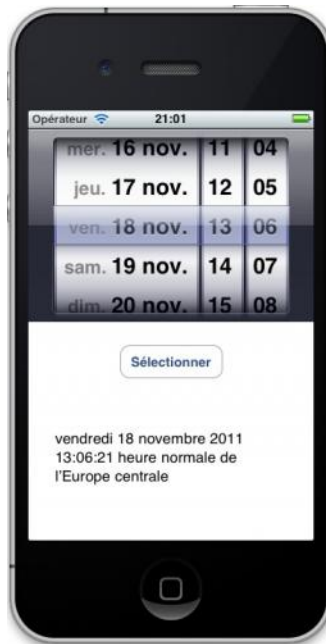 Opérateur 21:01
mer. 16 nov. 11 04
jeu. 17 nov. 12 05
ven. 18 nov. 13 06
sam. 19 nov. 14 07
dim. 20 nov. 15 08
Sélectionner
vendredi 18 novembre 2011
13:06:21 heure normale de
l'Europe centrale